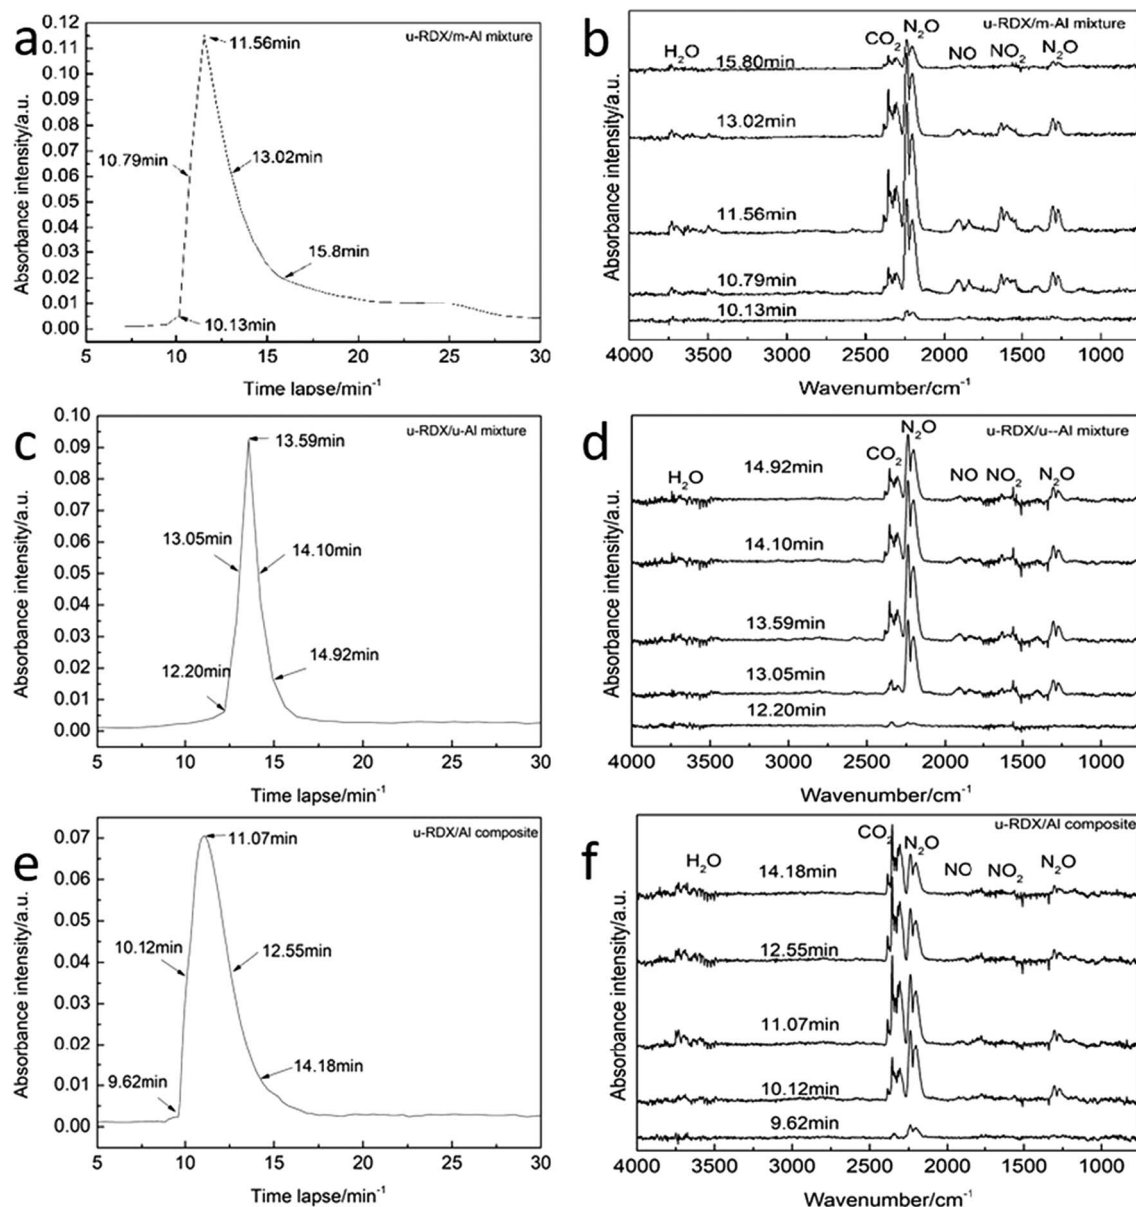 a
u-RDX/m-Al mixture
0.12
0.11
0.10
0.09
0.08
0.07
0.06
0.05
0.04
0.03
0.02
0.01
0.00
11.56min
10.79min
13.02min
15.8min
10.13min
5 10 15 20 25 30
Absorbance intensity/a.u.
Time lapse/min-1
b
u-RDX/m-Al mixture
H2O
CO2
N2O
NO
NO2
N2O
15.80min
13.02min
11.56min
10.79min
10.13min
4000 3500 3000 2500 2000 1500 1000
Absorbance intensity/a.u.
Wavenumber/cm-1
c
u-RDX/u-Al mixture
0.10
0.09
0.08
0.07
0.06
0.05
0.04
0.03
0.02
0.01
0.00
13.59min
13.05min
14.10min
12.20min
14.92min
5 10 15 20 25 30
Absorbance intensity/a.u.
Time lapse/min-1
d
u-RDX/u--Al mixture
H2O
CO2
N2O
NO
NO2
N2O
14.92min
14.10min
13.59min
13.05min
12.20min
4000 3500 3000 2500 2000 1500 1000
Absorbance intensity/a.u.
Wavenumber/cm-1
e
u-RDX/Al composite
0.07
0.06
0.05
0.04
0.03
0.02
0.01
0.00
11.07min
10.12min
12.55min
14.18min
9.62min
5 10 15 20 25 30
Absorbance intensity/a.u.
Time lapse/min-1
f
u-RDX/Al composite
H2O
CO2
N2O
NO
NO2
N2O
14.18min
12.55min
11.07min
10.12min
9.62min
4000 3500 3000 2500 2000 1500 1000
Absorbance intensity/a.u.
Wavenumber/cm-1